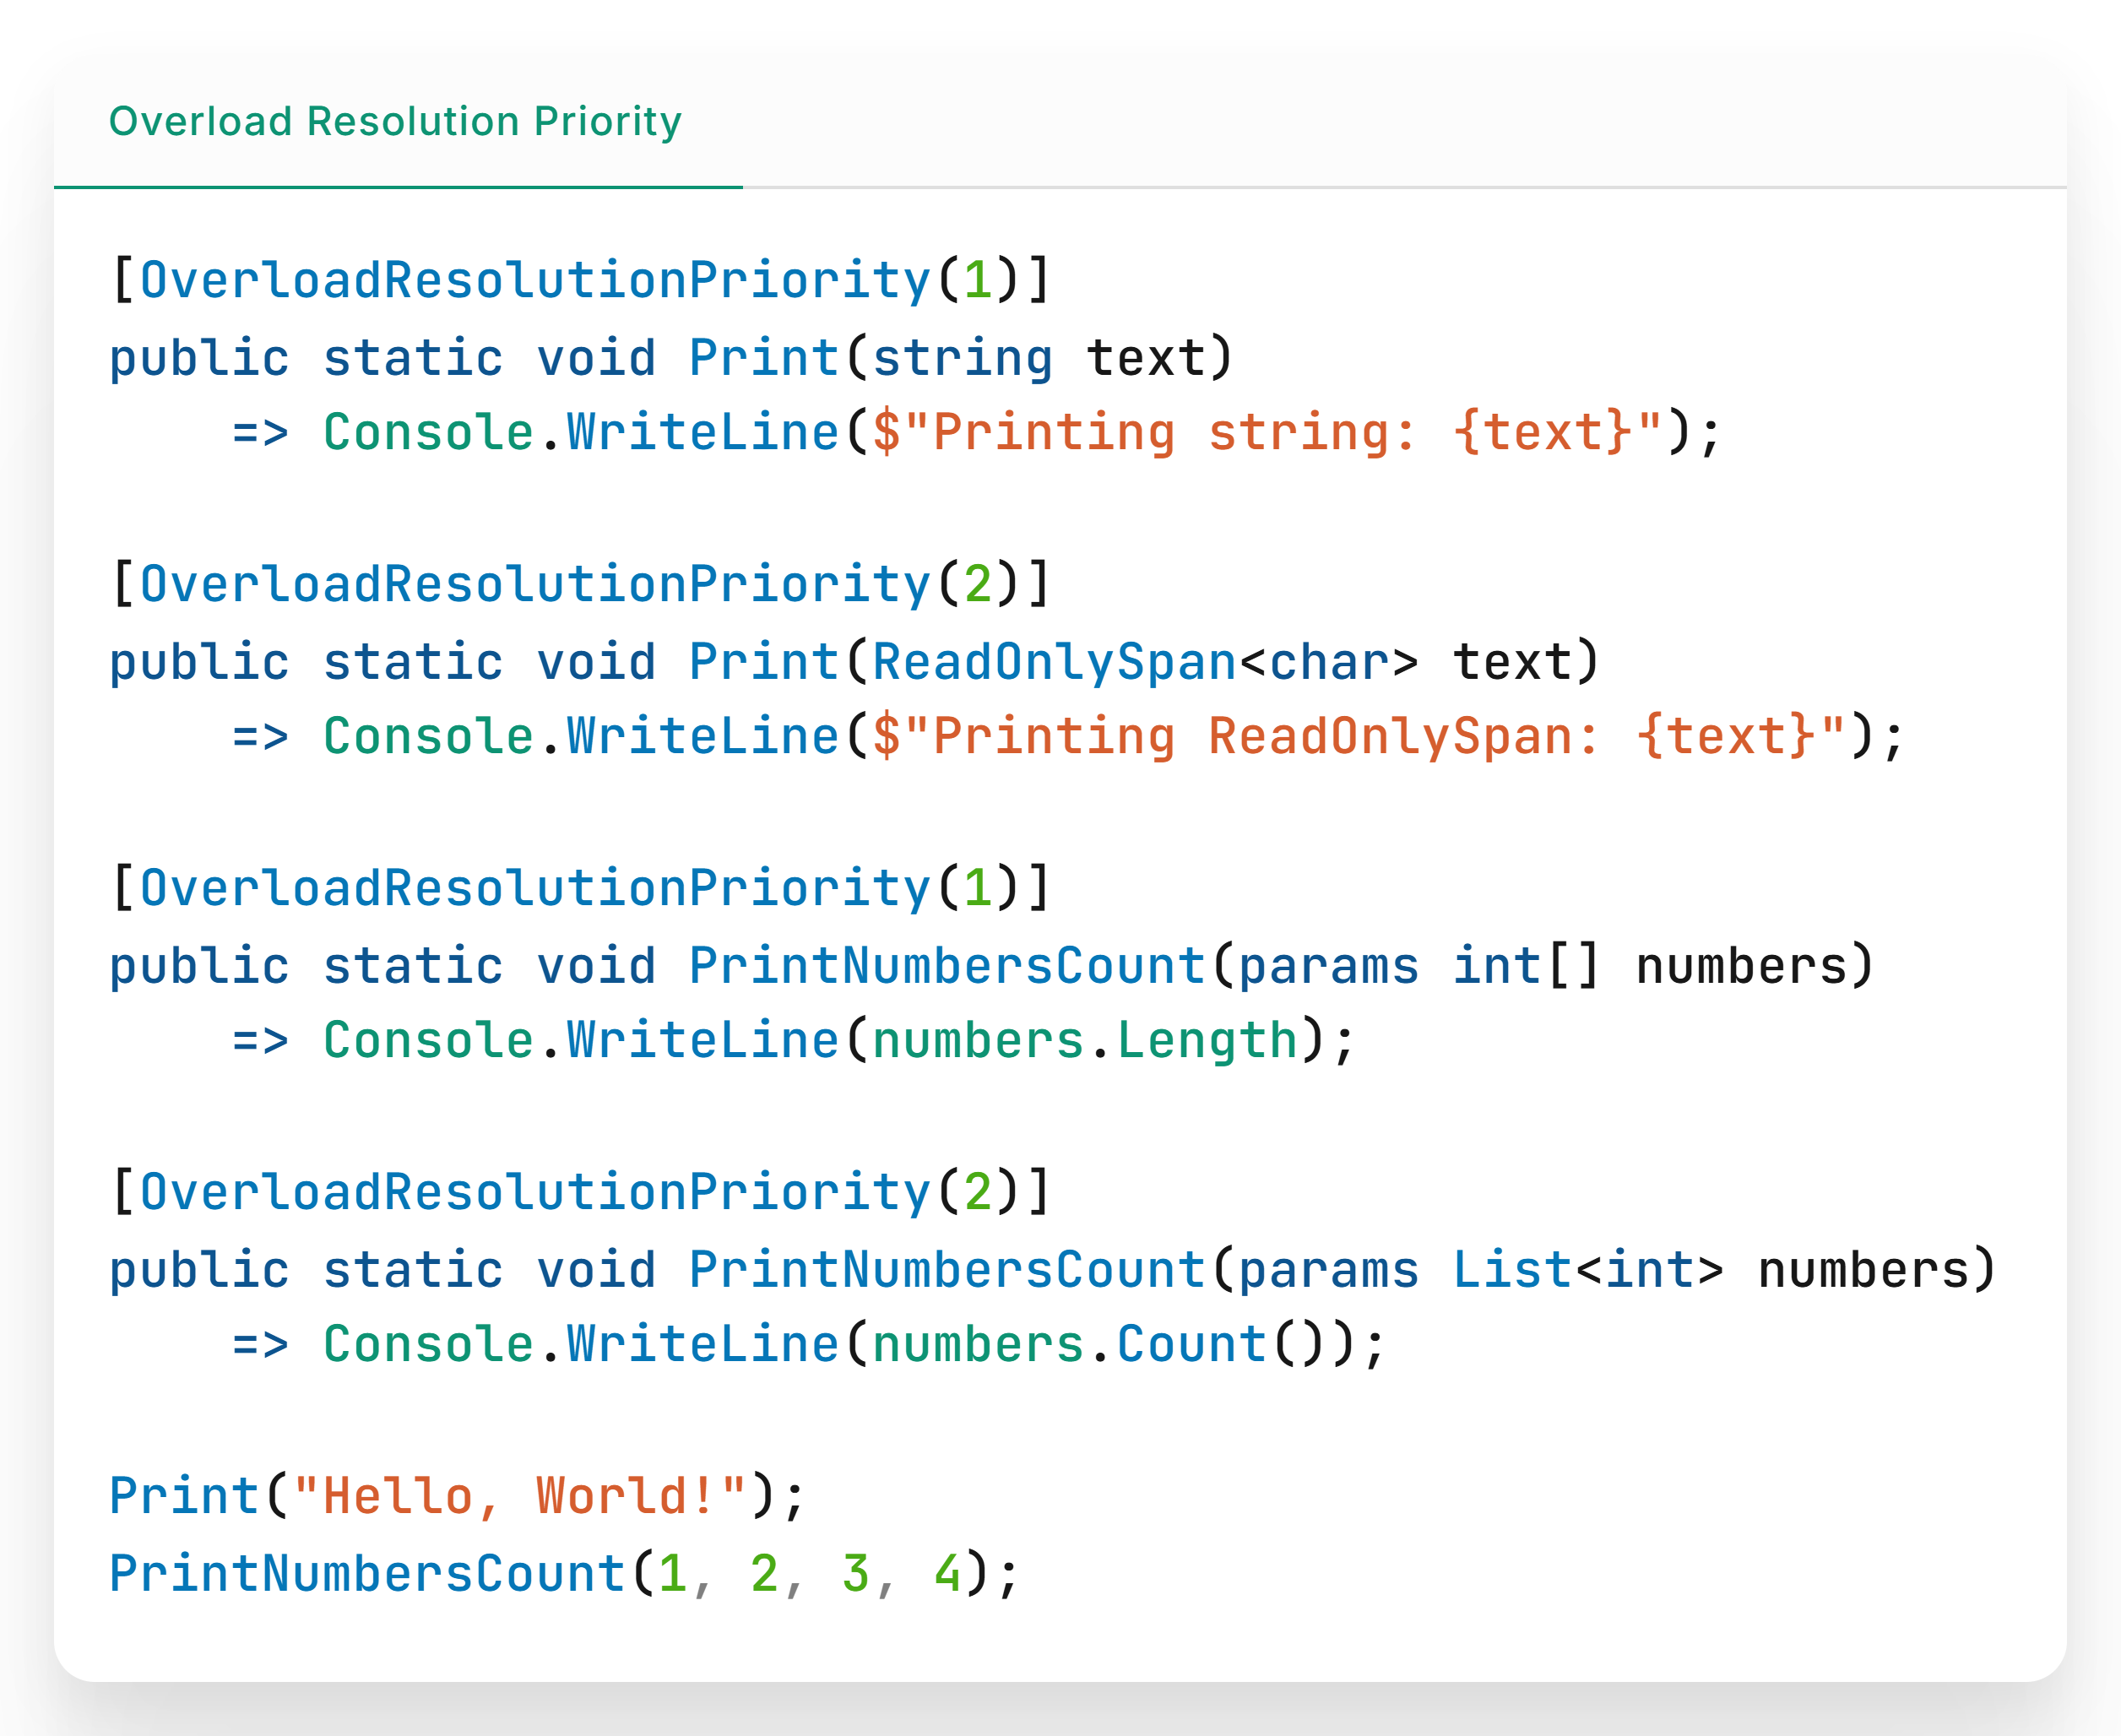 Overload Resolution Priority
[OverloadResolutionPriority(1)]
public static void Print(string text)
    => Console.WriteLine($"Printing string: {text}");
[OverloadResolutionPriority(2)]
public static void Print(ReadOnlySpan<char> text)
    => Console.WriteLine($"Printing ReadOnlySpan: {text}");
[OverloadResolutionPriority(1)]
public static void PrintNumbersCount(params int[] numbers)
    => Console.WriteLine(numbers.Length);
[OverloadResolutionPriority(2)]
public static void PrintNumbersCount(params List<int> numbers)
    => Console.WriteLine(numbers.Count());
Print("Hello, World!");
PrintNumbersCount(1, 2, 3, 4);